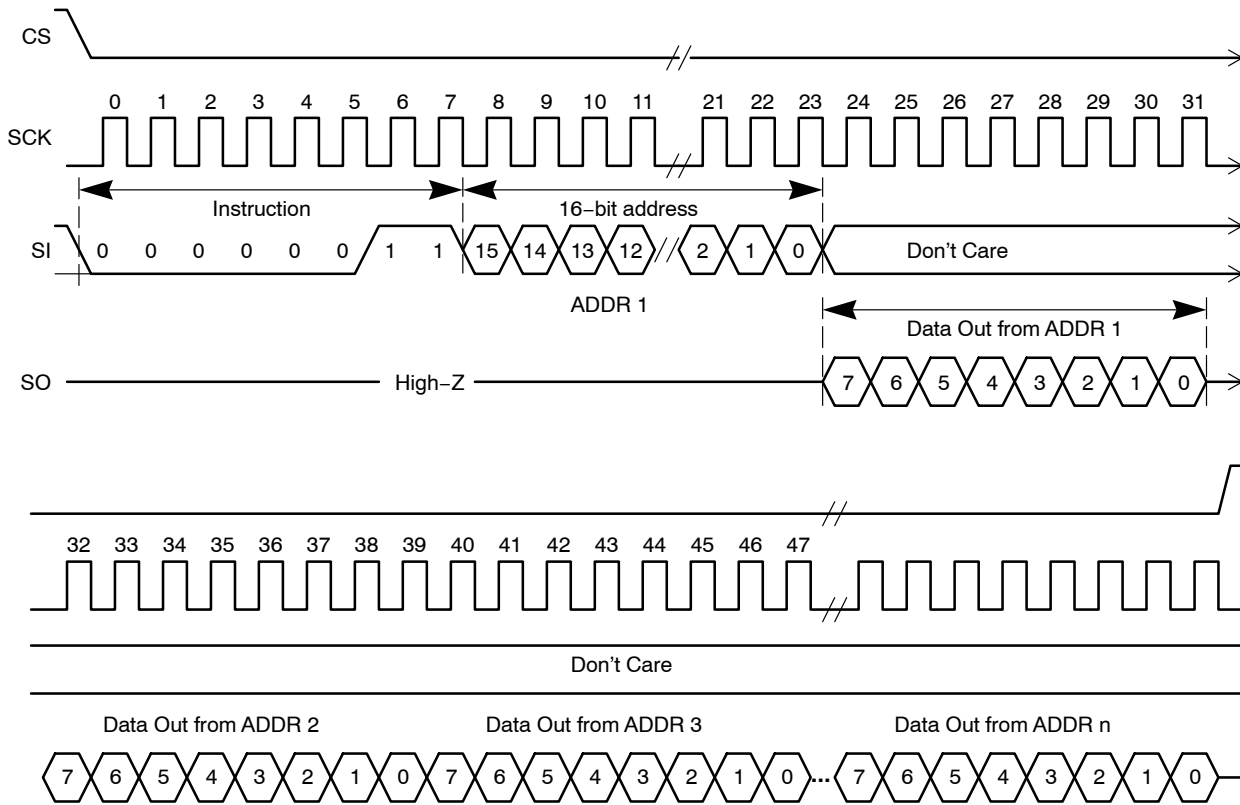 CS
0 1 2 3 4 5 6 7 8 9 10 11 21 22 23 24 25 26 27 28 29 30 31
SCK
Instruction 16−bit address
SI 0 0 0 0 0 0 1 1 15 14 13 12 2 1 0 Don't Care
ADDR 1
Data Out from ADDR 1
SO High−Z 7 6 5 4 3 2 1 0
32 33 34 35 36 37 38 39 40 41 42 43 44 45 46 47
Don't Care
Data Out from ADDR 2 Data Out from ADDR 3 Data Out from ADDR n
7 6 5 4 3 2 1 0 7 6 5 4 3 2 1 0 ... 7 6 5 4 3 2 1 0